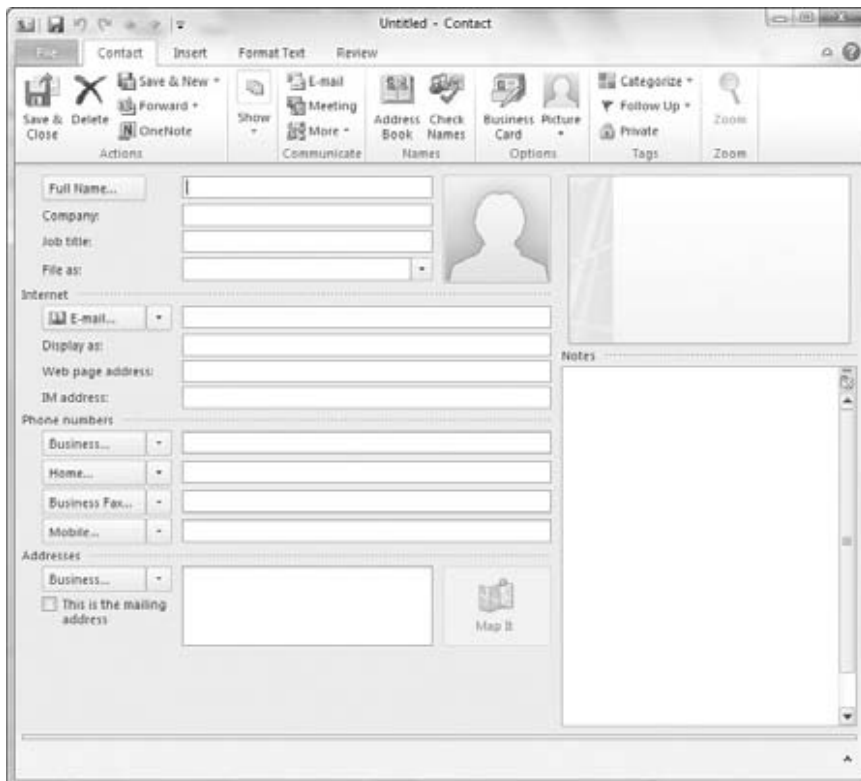 Untitled - Contact
File Contact Insert Format Text Review
Save & Close
Delete
Save & New
Forward
OneNote
Actions
Show
E-mail
Meeting
More
Communicate
Address Book
Check Names
Names
Business Card
Picture
Options
Categorize
Follow Up
Private
Tags
Zoom
Zoom
Full Name...
Company:
Job title:
File as:
Internet
E-mail...
Display as:
Web page address:
IM address:
Phone numbers
Business...
Home...
Business Fax...
Mobile...
Addresses
Business...
This is the mailing
address
Map It
Notes